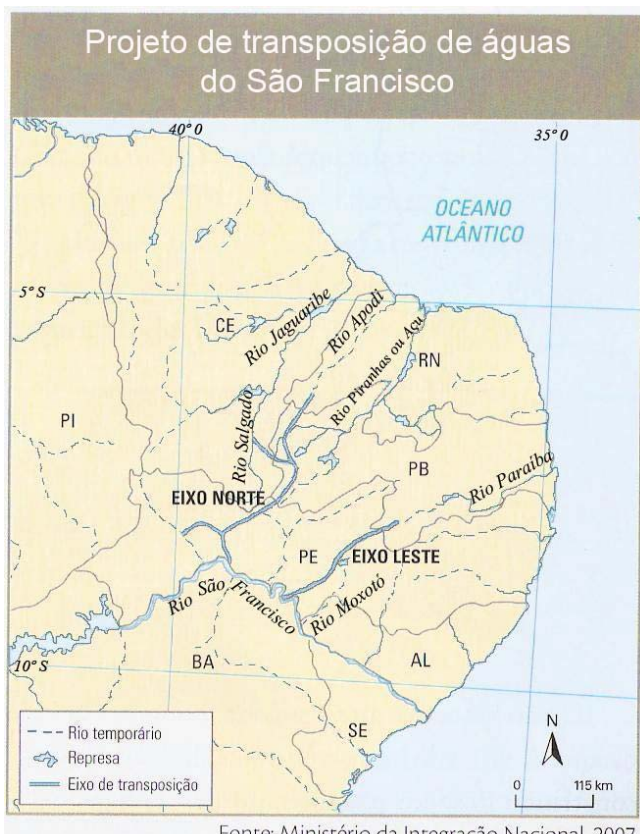 Projeto de transposição de águas
do São Francisco
40° O
35° O
OCEANO
ATLÂNTICO
5° S
CE
Rio Jaguaribe
Rio Apodi
Rio Piranhas ou Açu
RN
PI
Rio Salgado
PB
Rio Paraíba
EIXO NORTE
PE
EIXO LESTE
Rio São Francisco
Rio Moxotó
10° S
BA
AL
SE
N
Rio temporário
Represa
Eixo de transposição
0 115 km
Fonte: Ministério da Integração Nacional, 2007